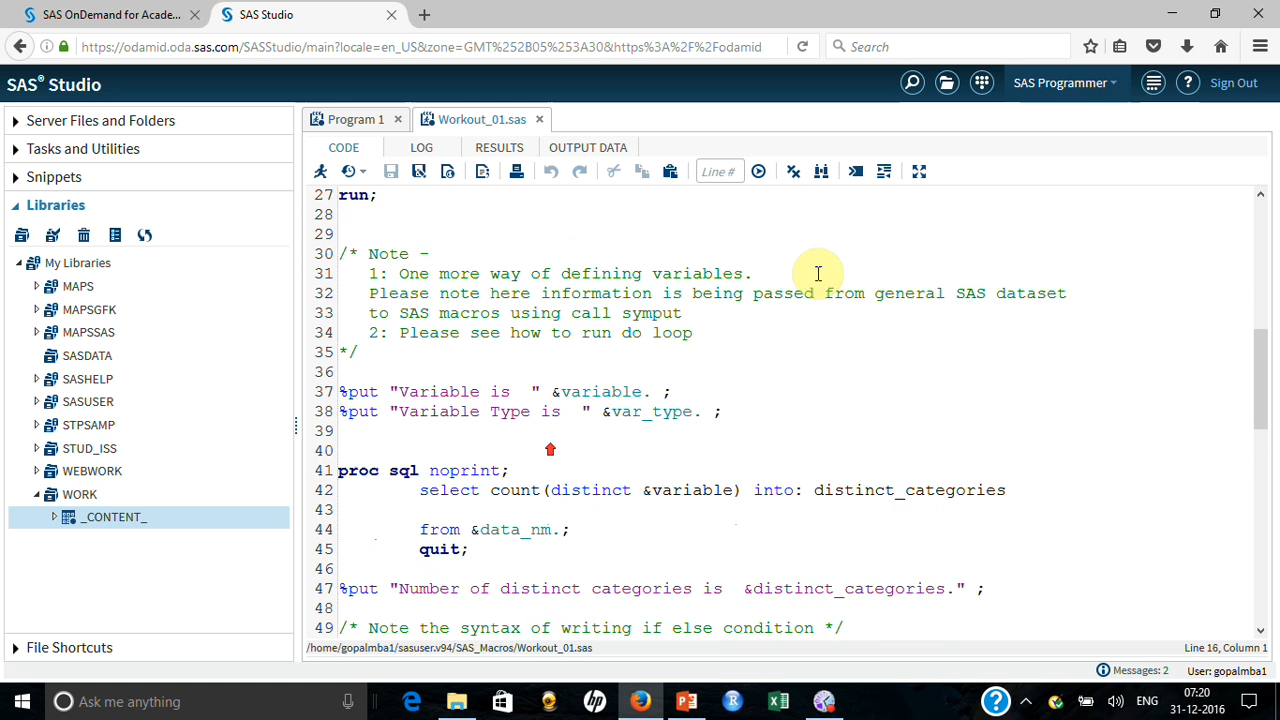 SAS OnDemand for Acade...
SAS Studio
https://odamid.oda.sas.com/SASStudio/main?locale=en_US&zone=GMT%252B05%253A30&https%3A%2F%2Fodamid
Search
SAS® Studio
SAS Programmer
Sign Out
Server Files and Folders
Tasks and Utilities
Snippets
Libraries
My Libraries
MAPS
MAPSGFK
MAPSSAS
SASDATA
SASHELP
SASUSER
STPSAMP
STUD_ISS
WEBWORK
WORK
_CONTENT_
File Shortcuts
Program 1
Workout_01.sas
CODE
LOG
RESULTS
OUTPUT DATA
Line #
27 run;
28
29
30 /* Note -
31 1: One more way of defining variables.
32 Please note here information is being passed from general SAS dataset
33 to SAS macros using call symput
34 2: Please see how to run do loop
35 */
36
37 %put "Variable is " &variable. ;
38 %put "Variable Type is " &var_type. ;
39
40
41 proc sql noprint;
42 select count(distinct &variable) into: distinct_categories
43
44 from &data_nm.;
45 quit;
46
47 %put "Number of distinct categories is &distinct_categories." ;
48
49 /* Note the syntax of writing if else condition */
/home/gopalmba1/sasuser.v94/SAS_Macros/Workout_01.sas
Line 16, Column 1
Messages: 2
User: gopalmba1
Ask me anything
ENG
07:20
31-12-2016